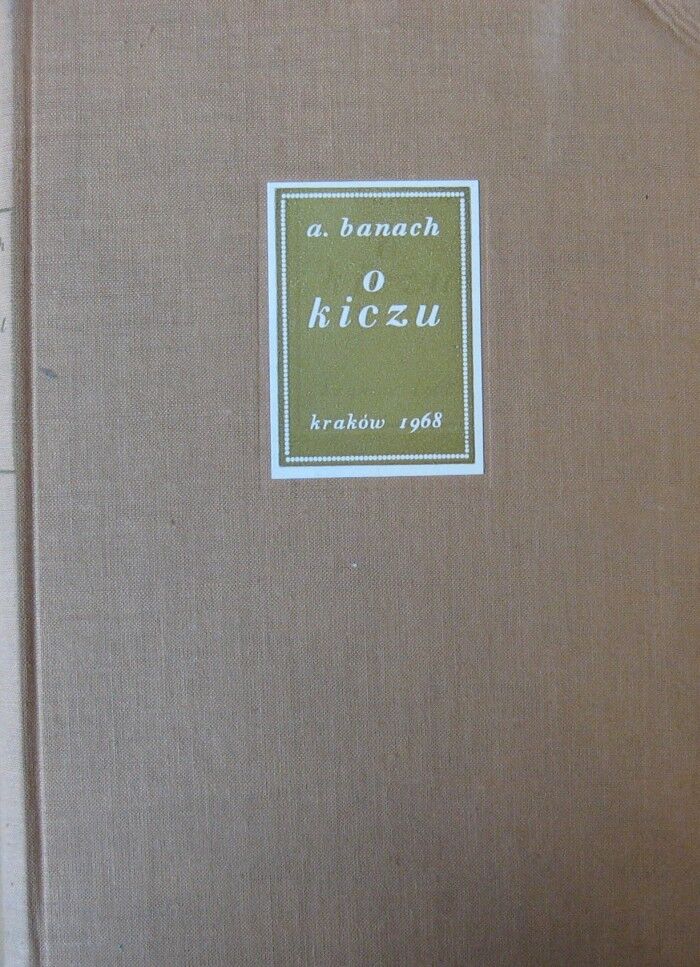 a. banach
o
kiczu
kraków 1968